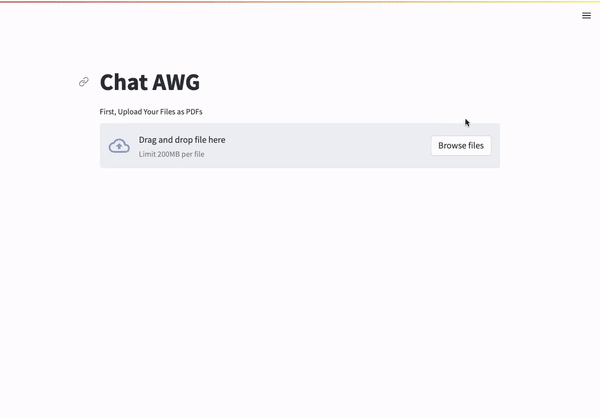 Chat AWG
First, Upload Your Files as PDFs
Drag and drop file here
Limit 200MB per file
Browse files